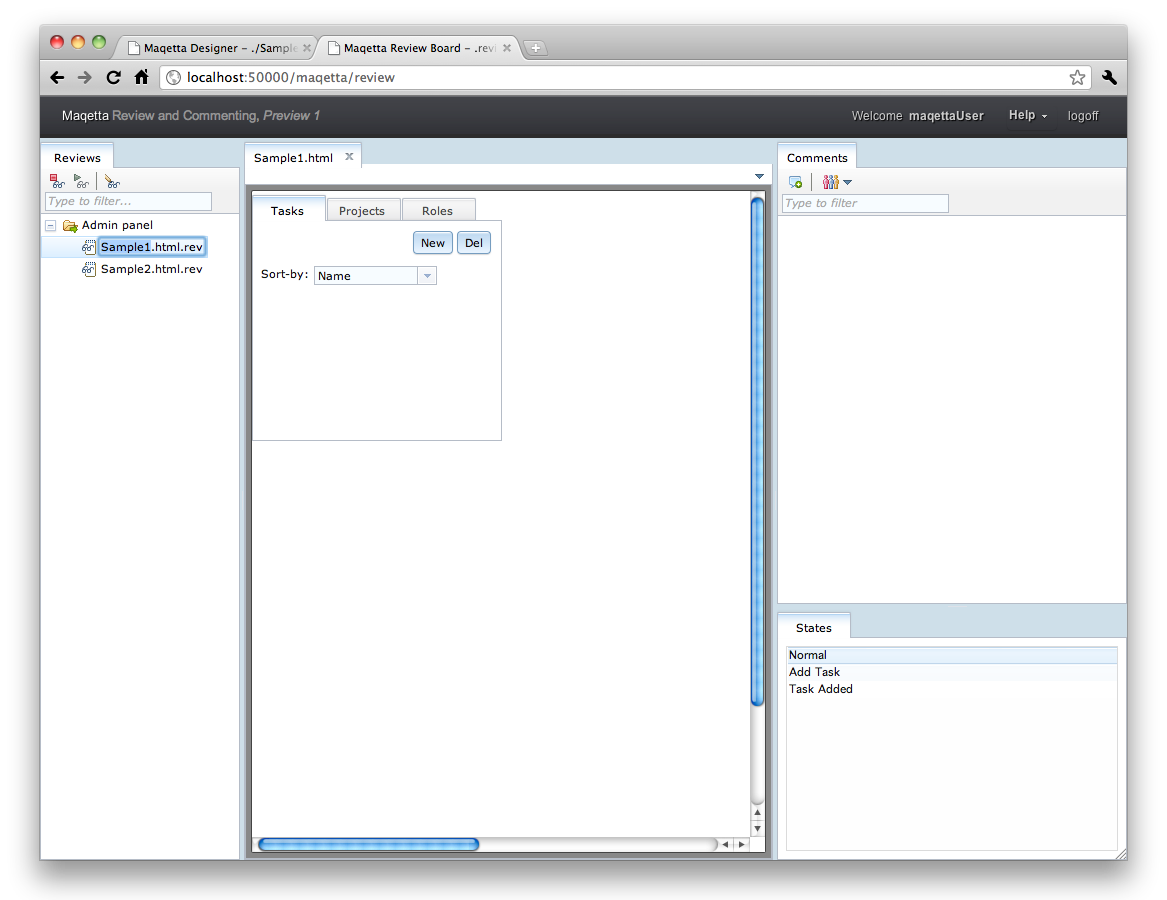 Maqetta Designer – ./Sample
Maqetta Review Board – .revi
localhost:50000/maqetta/review
Maqetta Review and Commenting, Preview 1
Welcome maqettaUser
Help
logoff
Reviews
Type to filter...
Admin panel
Sample1.html.rev
Sample2.html.rev
Sample1.html
Tasks
Projects
Roles
New
Del
Sort-by:
Name
Comments
Type to filter
States
Normal
Add Task
Task Added